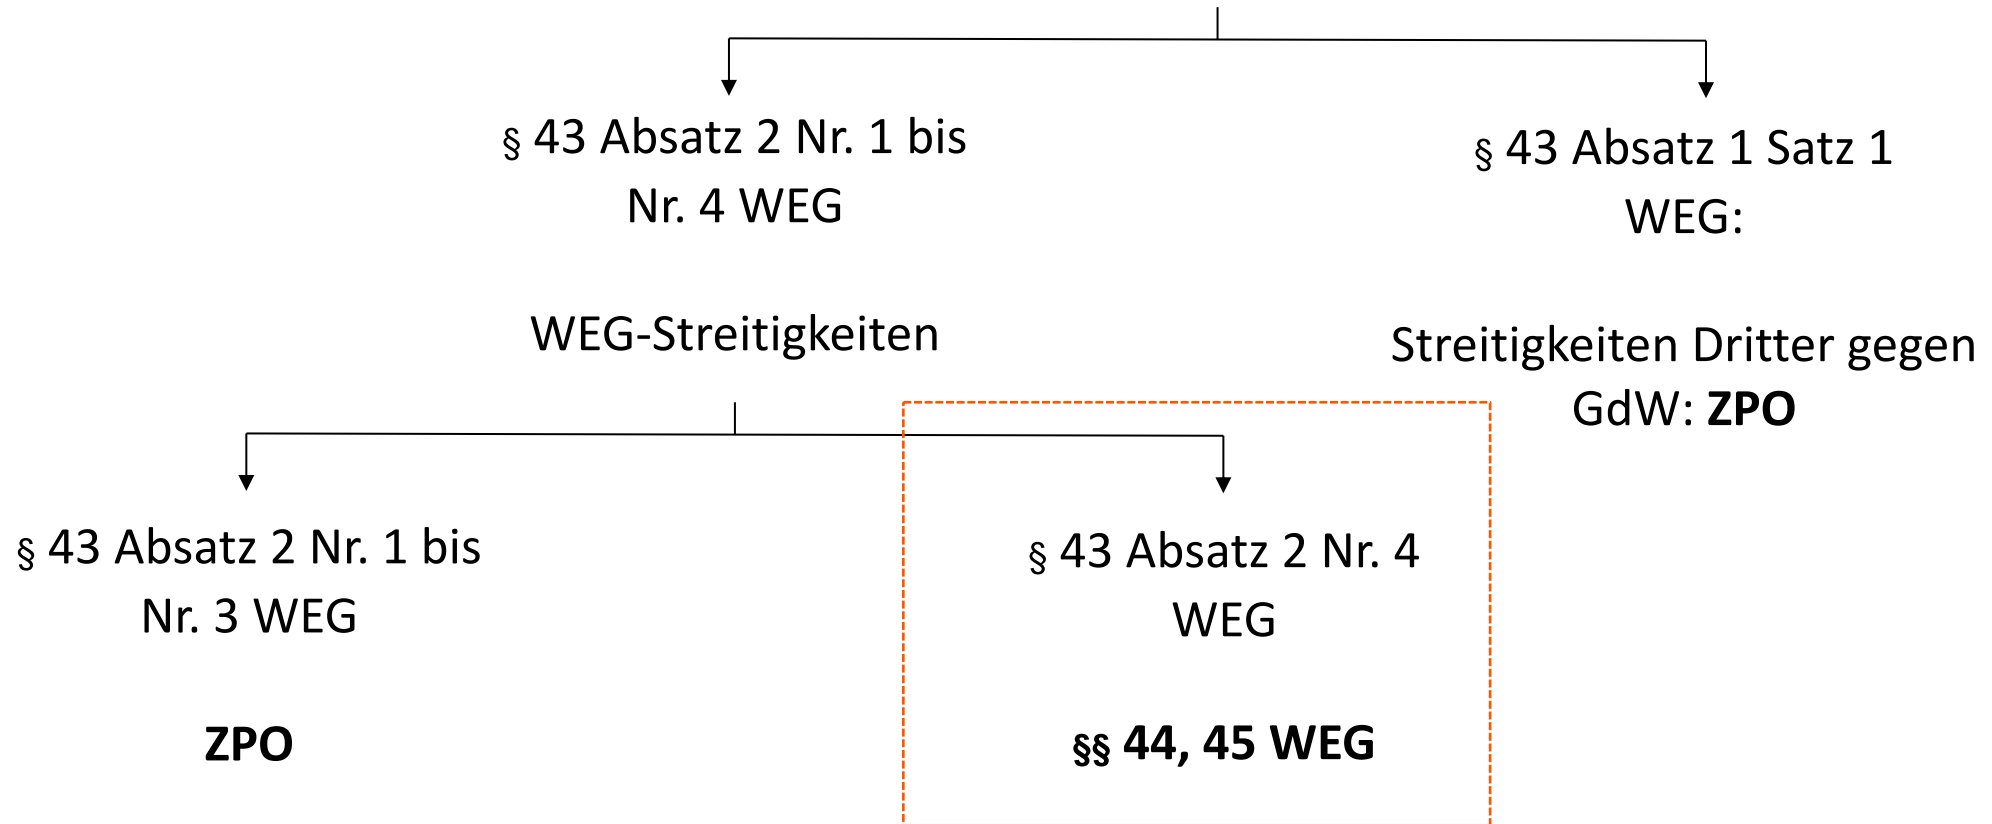 § 43 Absatz 2 Nr. 1 bis
Nr. 4 WEG
WEG-Streitigkeiten
§ 43 Absatz 1 Satz 1
WEG:
Streitigkeiten Dritter gegen
GdW: ZPO
§ 43 Absatz 2 Nr. 1 bis
Nr. 3 WEG
ZPO
§ 43 Absatz 2 Nr. 4
WEG
§§ 44, 45 WEG